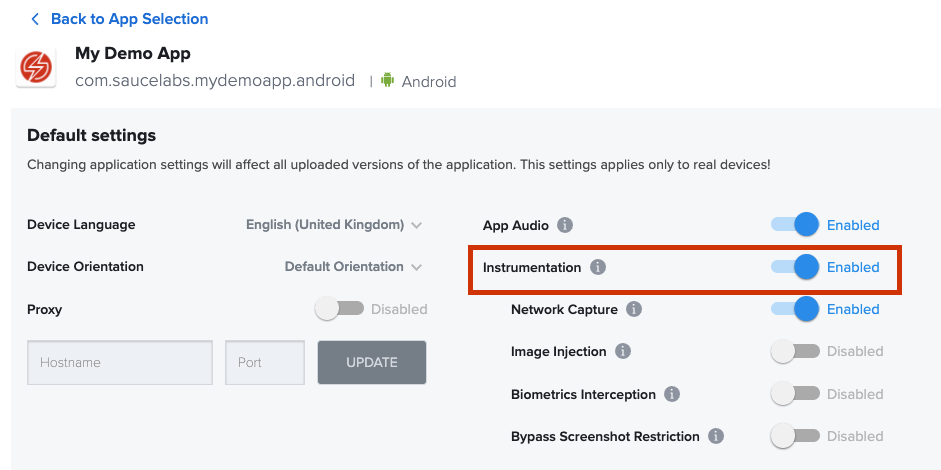 Back to App Selection
My Demo App
com.saucelabs.mydemoapp.android | Android
Default settings
Changing application settings will affect all uploaded versions of the application. This settings applies only to real devices!
Device Language English (United Kingdom)
Device Orientation Default Orientation
Proxy Disabled
Hostname Port UPDATE
App Audio Enabled
Instrumentation Enabled
Network Capture Enabled
Image Injection Disabled
Biometrics Interception Disabled
Bypass Screenshot Restriction Disabled